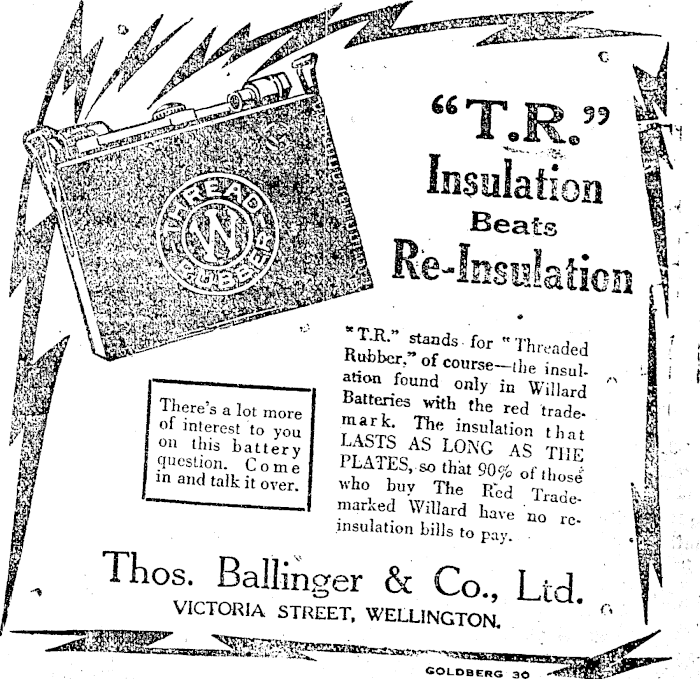 THREAD
W
RUBBER
“T.R.”
Insulation
Beats
Re-Insulation
“T.R.” stands for “Threaded
Rubber,” of course—the insul-
ation found only in Willard
Batteries with the red trade-
mark. The insulation that
LASTS AS LONG AS THE
PLATES, so that 90% of those
who buy The Red Trade-
marked Willard have no re-
insulation bills to pay.
There's a lot more
of interest to you
on this battery
question. Come
in and talk it over.
Thos. Ballinger & Co., Ltd.
VICTORIA STREET, WELLINGTON.
GOLDBERG 30